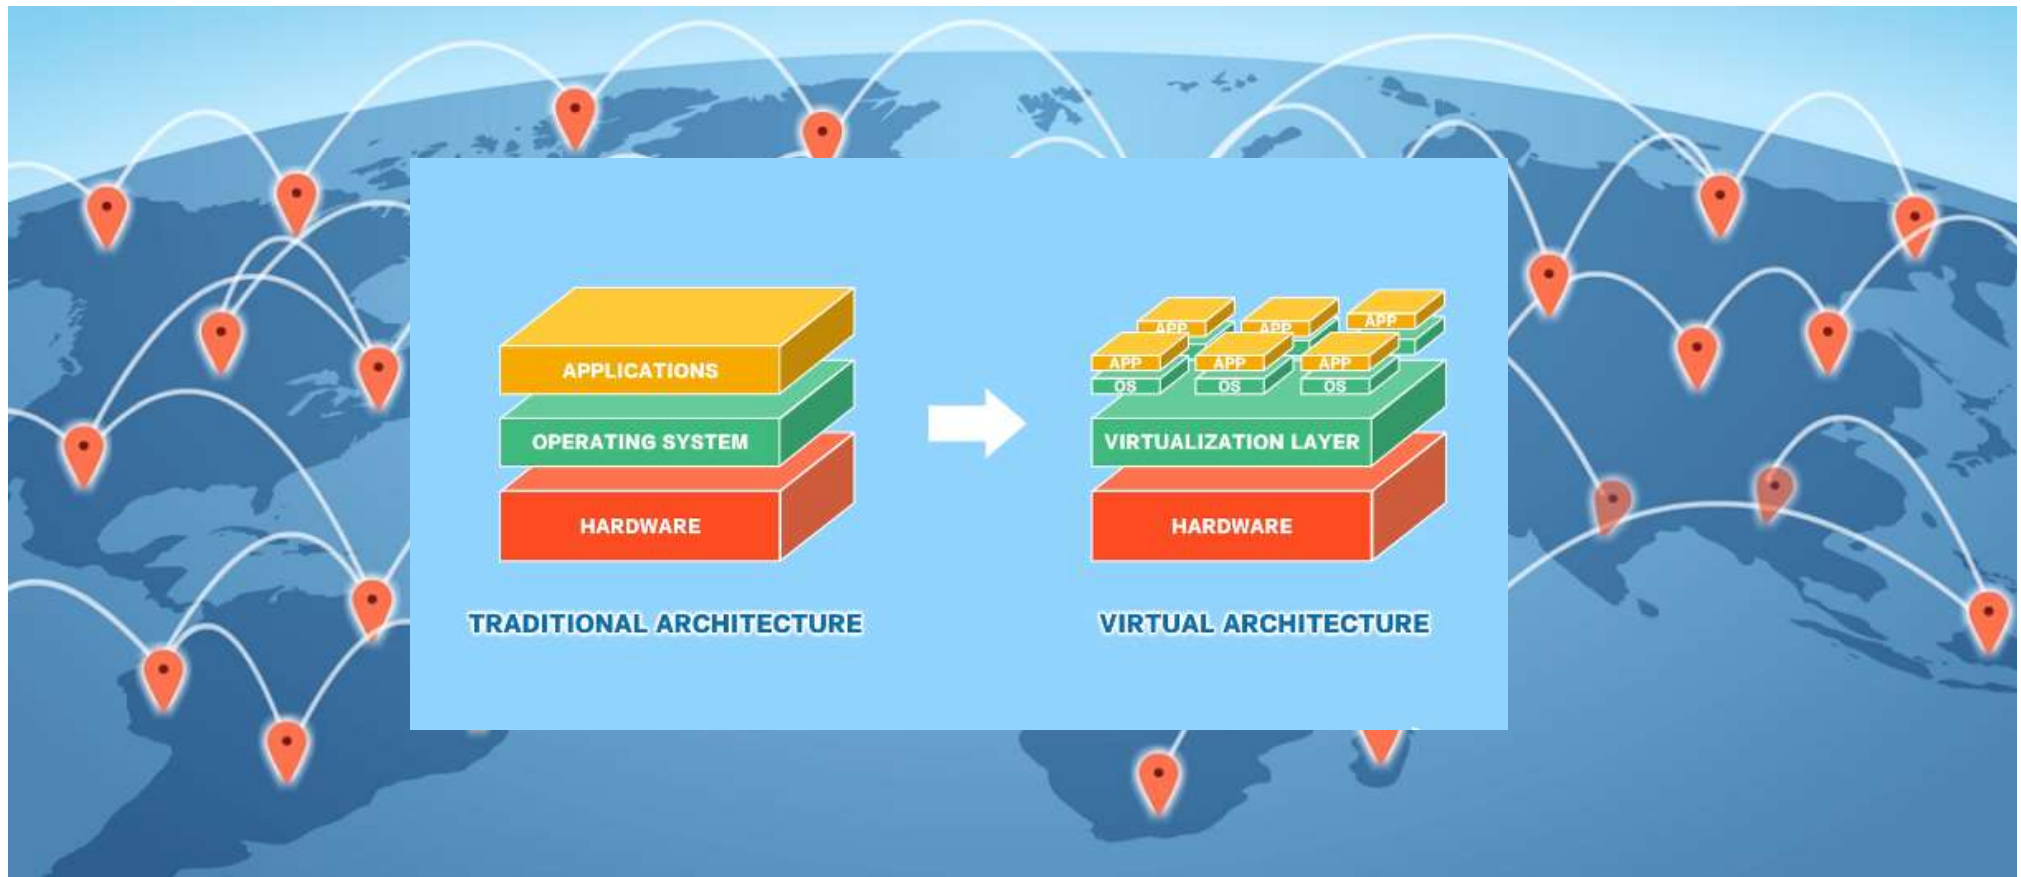 APPLICATIONS
OPERATING SYSTEM
HARDWARE
TRADITIONAL ARCHITECTURE
APP
APP
APP
APP
APP
APP
OS
OS
OS
VIRTUALIZATION LAYER
HARDWARE
VIRTUAL ARCHITECTURE